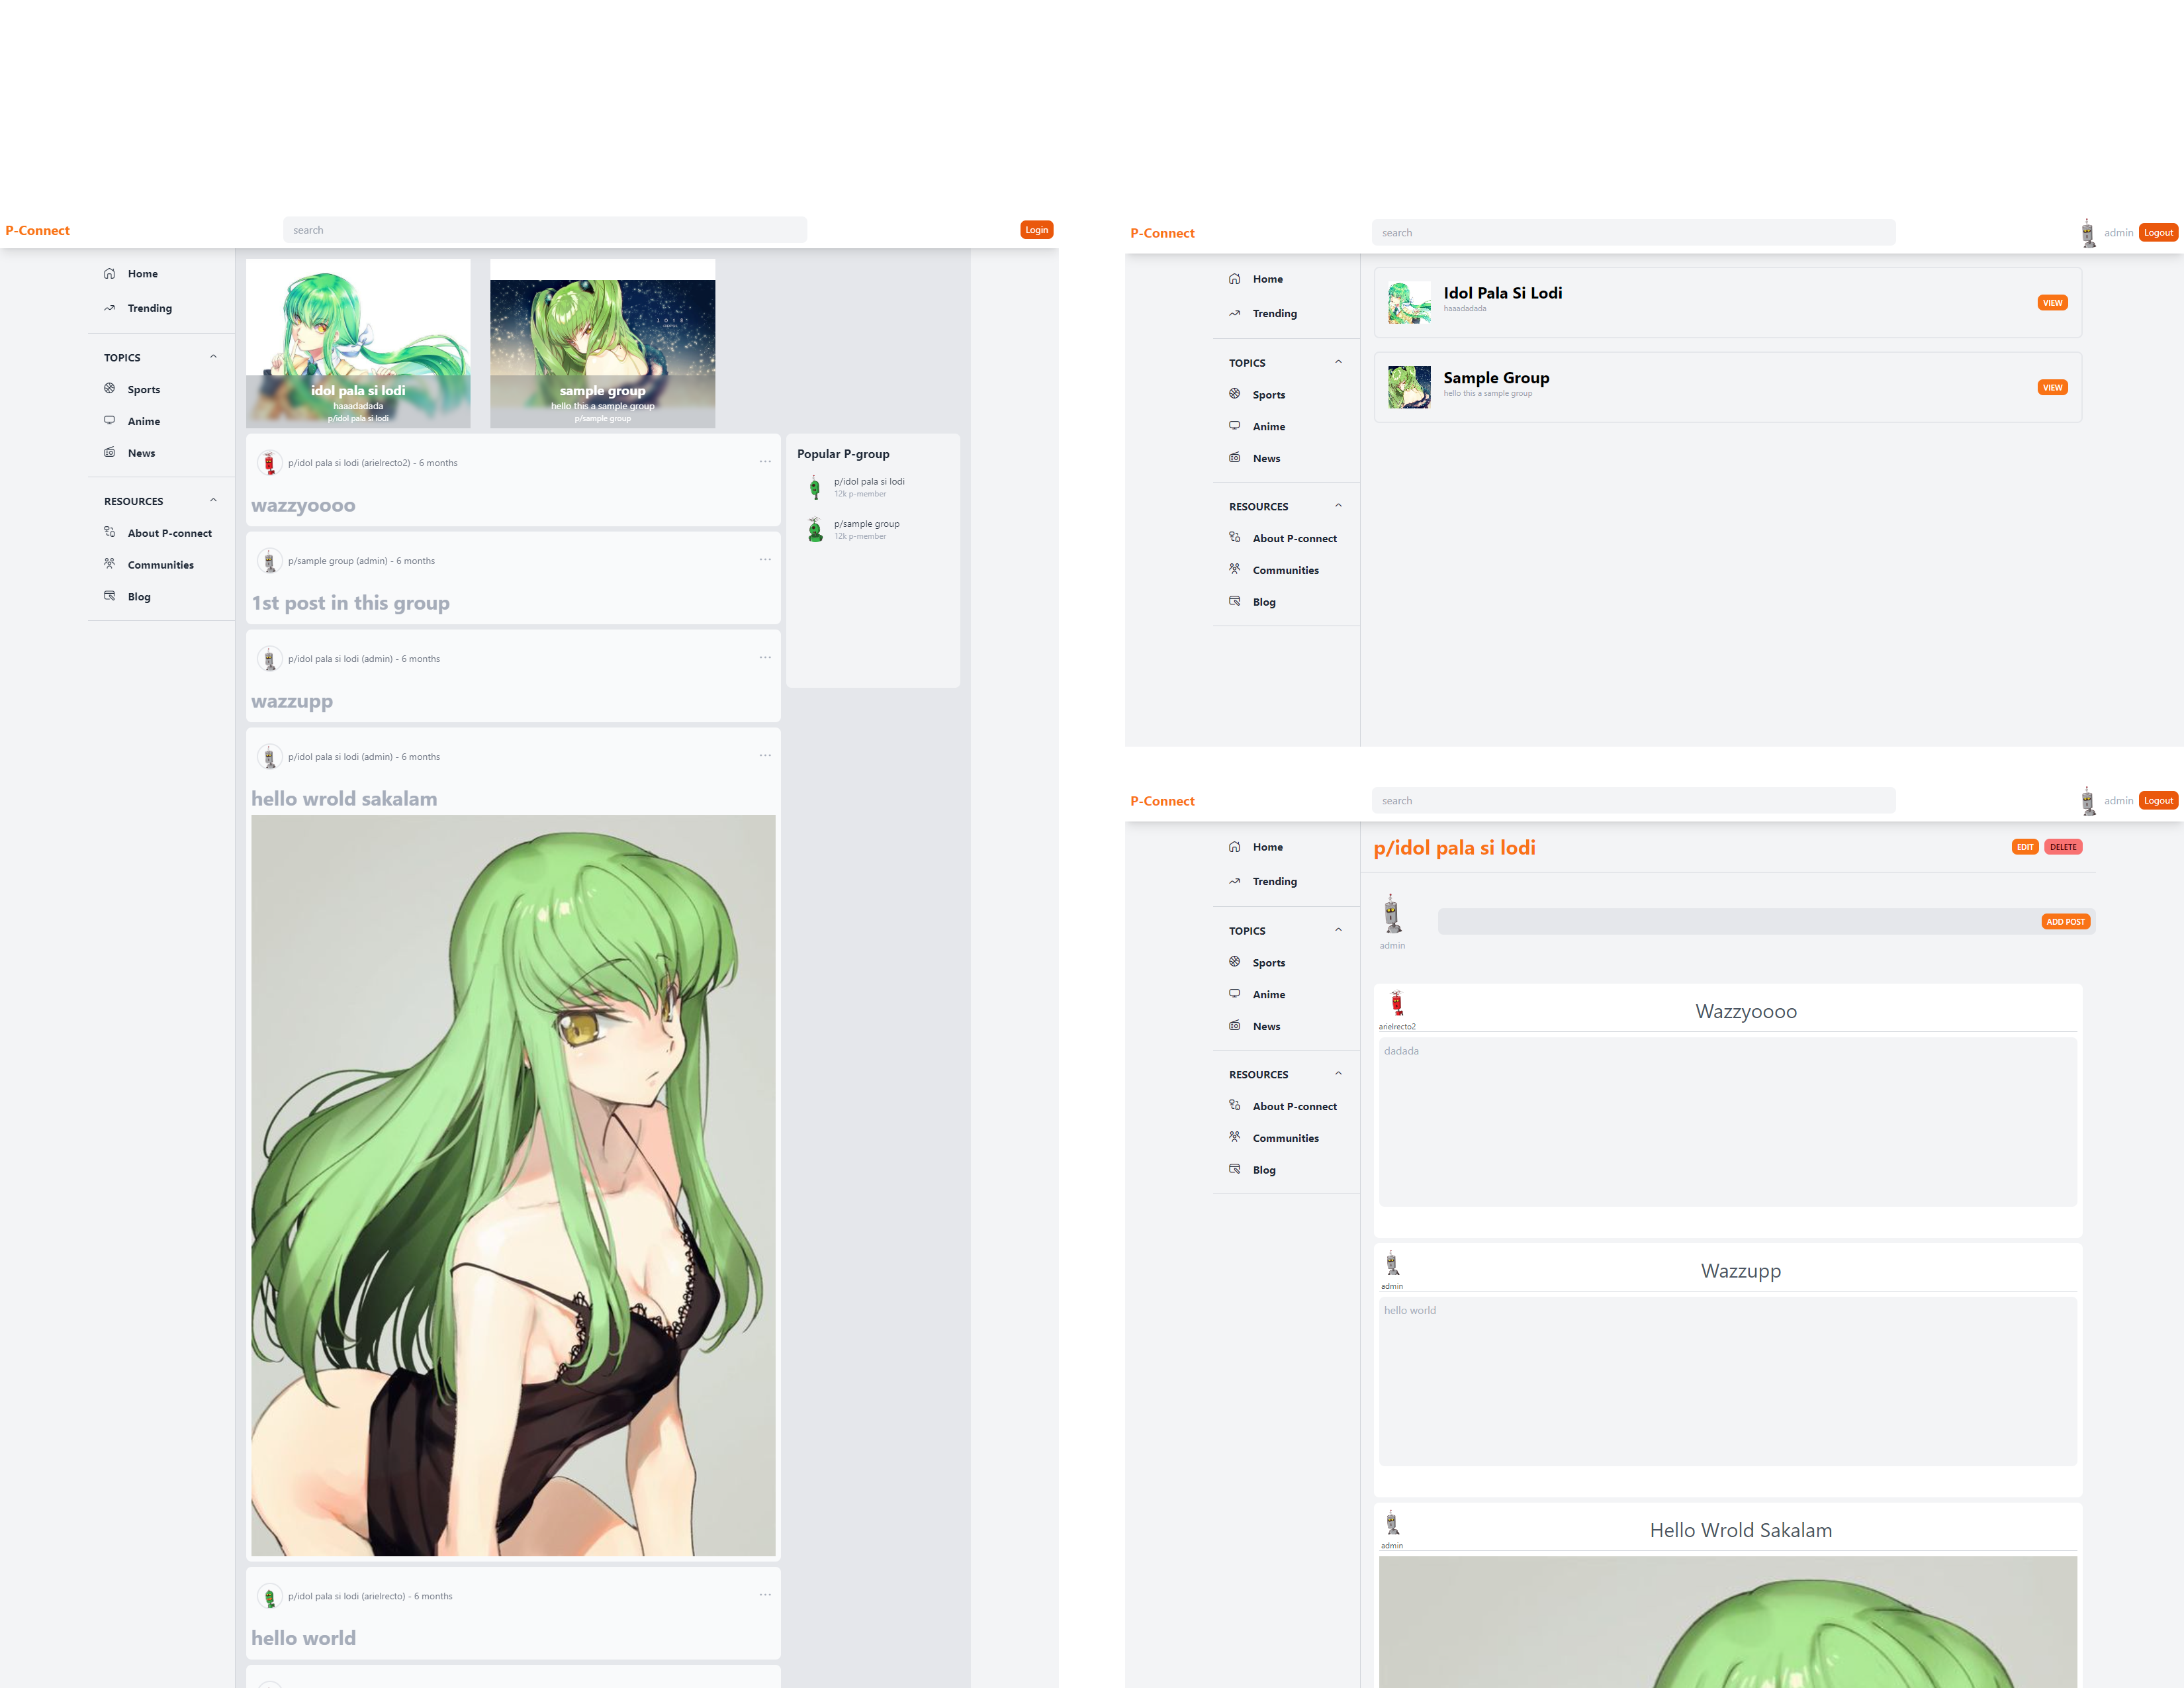 P-Connect
search
Login
Home
Trending
TOPICS
Sports
Anime
News
RESOURCES
About P-connect
Communities
Blog
idol pala si lodi
haaadadada
p/idol pala si lodi
2018
sample group
hello this a sample group
p/sample group
p/idol pala si lodi (arielrecto2) - 6 months
wazzyoooo
p/sample group (admin) - 6 months
1st post in this group
p/idol pala si lodi (admin) - 6 months
wazzupp
p/idol pala si lodi (admin) - 6 months
hello wrold sakalam
p/idol pala si lodi (arielrecto) - 6 months
hello world
Popular P-group
p/idol pala si lodi
12k p-member
p/sample group
12k p-member
P-Connect
search
admin
Logout
Home
Trending
TOPICS
Sports
Anime
News
RESOURCES
About P-connect
Communities
Blog
Idol Pala Si Lodi
haaadadada
VIEW
Sample Group
hello this a sample group
VIEW
P-Connect
search
admin
Logout
Home
Trending
TOPICS
Sports
Anime
News
RESOURCES
About P-connect
Communities
Blog
p/idol pala si lodi
EDIT
DELETE
admin
ADD POST
arielrecto2
Wazzyoooo
dadada
admin
Wazzupp
hello world
admin
Hello Wrold Sakalam